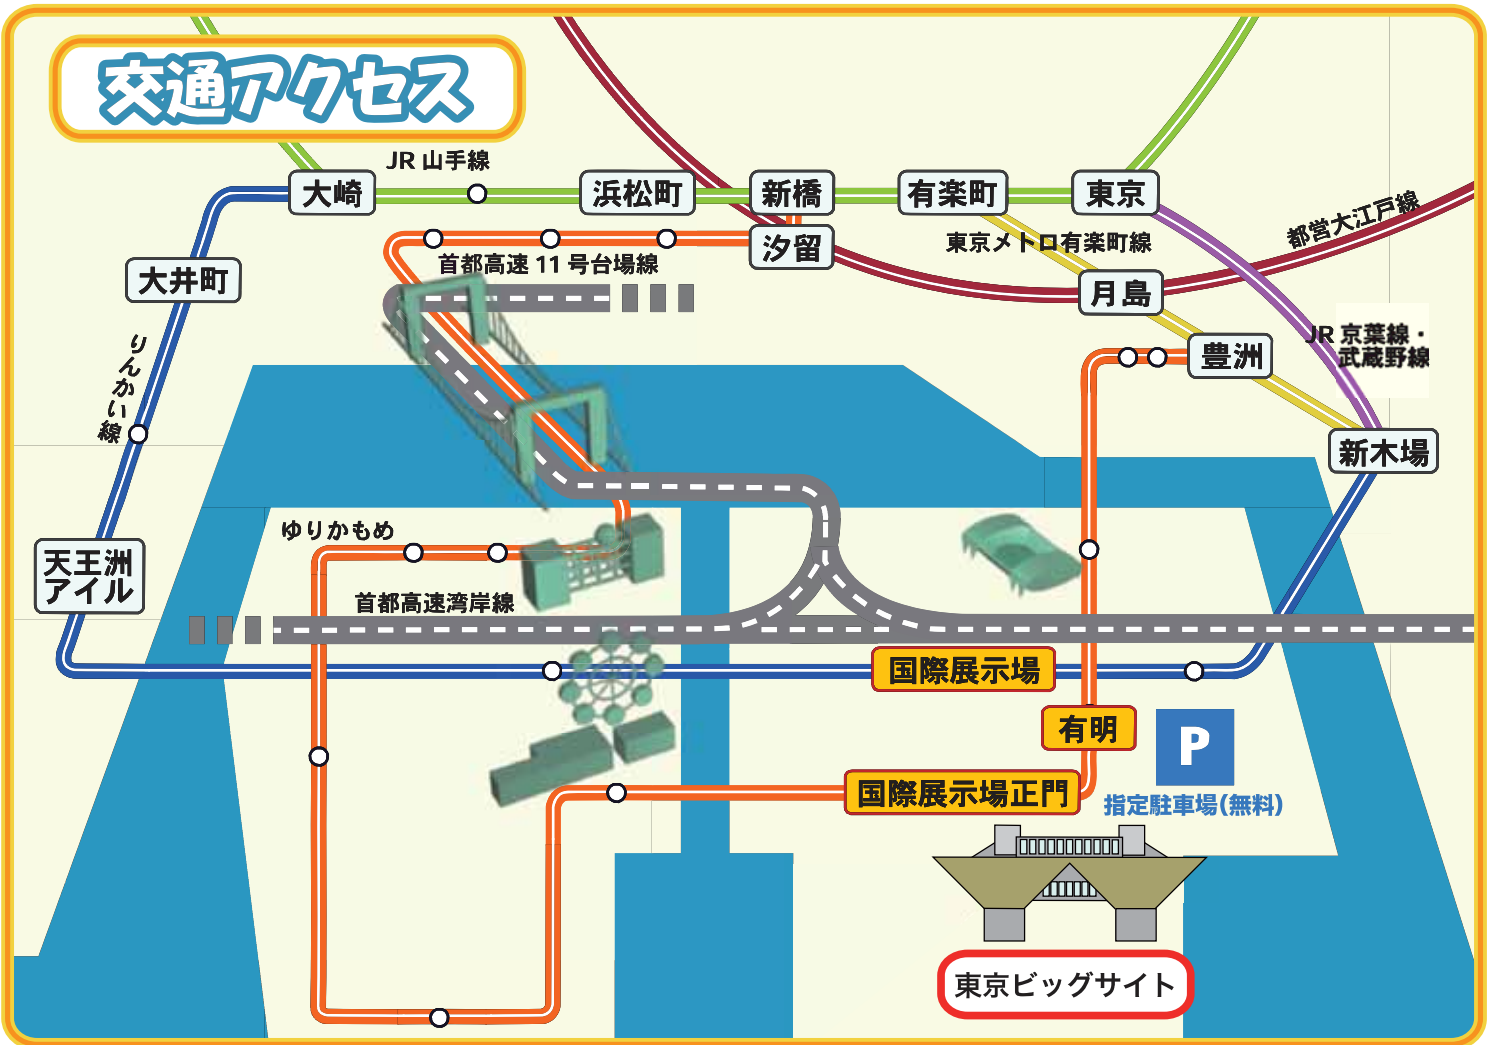 交通アクセス
JR 山手線
大崎
浜松町
新橋
有楽町
東京
汐留
都営大江戸線
東京メトロ有楽町線
首都高速 11 号台場線
大井町
月島
JR 京葉線・
武蔵野線
豊洲
りんかい線
新木場
ゆりかもめ
天王洲
アイル
首都高速湾岸線
国際展示場
有明
P
国際展示場正門
指定駐車場(無料)
東京ビッグサイト